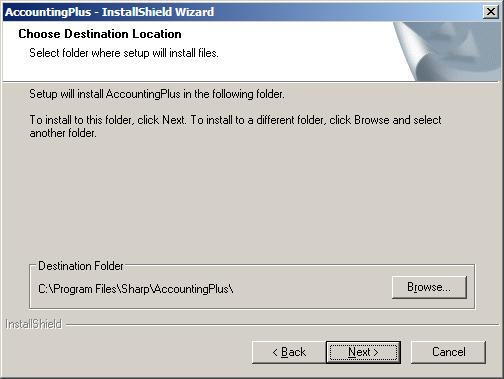 AccountingPlus - InstallShield Wizard
Choose Destination Location
Select folder where setup will install files.
Setup will install AccountingPlus in the following folder.
To install to this folder, click Next. To install to a different folder, click Browse and select
another folder.
Destination Folder
C:\Program Files\Sharp\AccountingPlus\
Browse...
InstallShield
< Back
Next >
Cancel